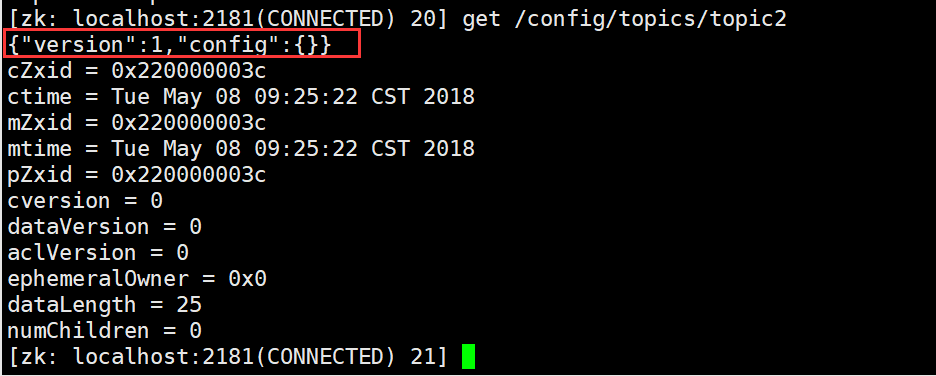 [zk: localhost:2181(CONNECTED) 20] get /config/topics/topic2
{"version":1,"config":{}}
cZxid = 0x220000003c
ctime = Tue May 08 09:25:22 CST 2018
mZxid = 0x220000003c
mtime = Tue May 08 09:25:22 CST 2018
pZxid = 0x220000003c
cversion = 0
dataVersion = 0
aclVersion = 0
ephemeralOwner = 0x0
dataLength = 25
numChildren = 0
[zk: localhost:2181(CONNECTED) 21]